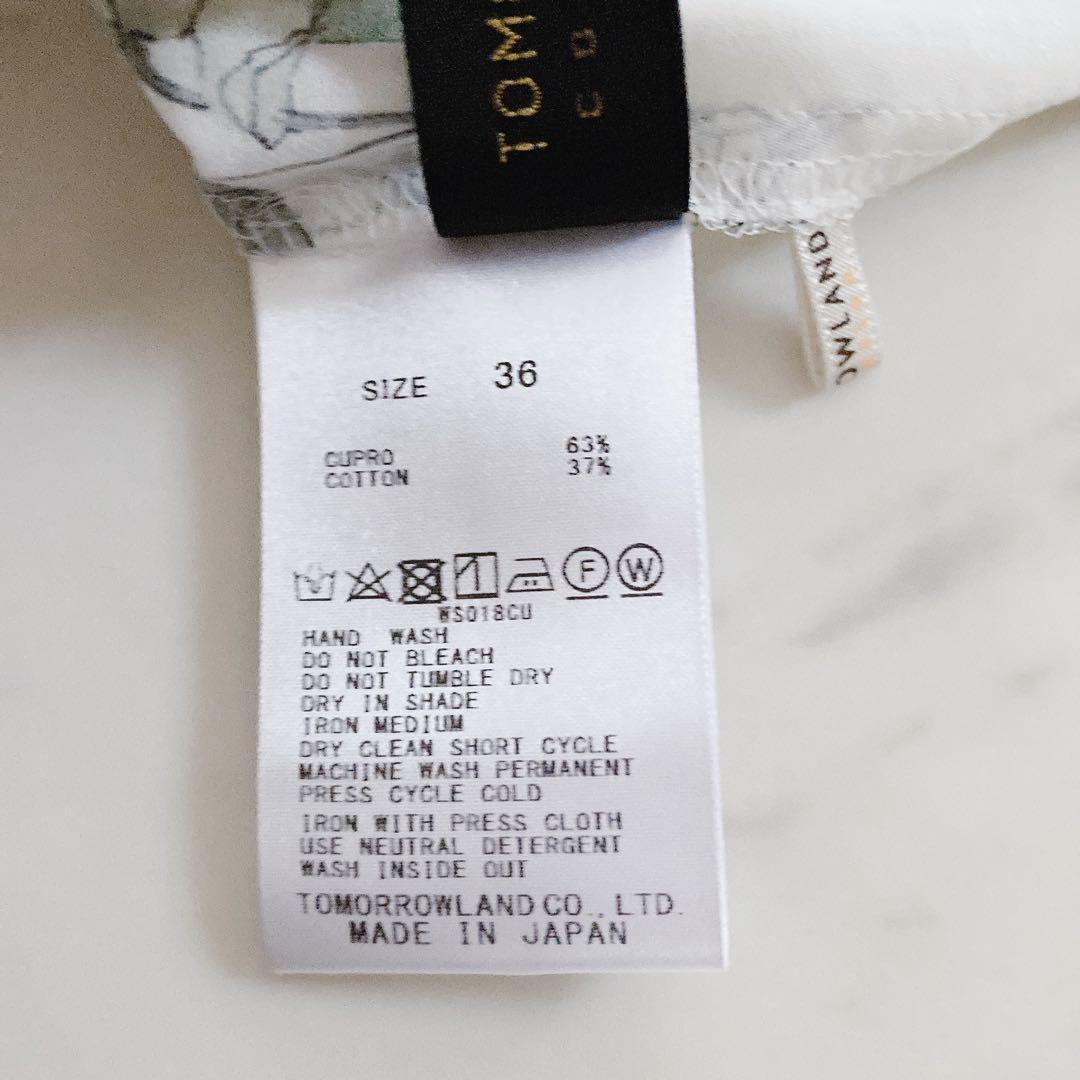 TOM
SIZE 36
CUPRO 63%
COTTON 37%
F W
WS018CU
HAND WASH
DO NOT BLEACH
DO NOT TUMBLE DRY
DRY IN SHADE
IRON MEDIUM
DRY CLEAN SHORT CYCLE
MACHINE WASH PERMANENT
PRESS CYCLE COLD
IRON WITH PRESS CLOTH
USE NEUTRAL DETERGENT
WASH INSIDE OUT
TOMORROWLAND CO., LTD.
MADE IN JAPAN
OWLAND